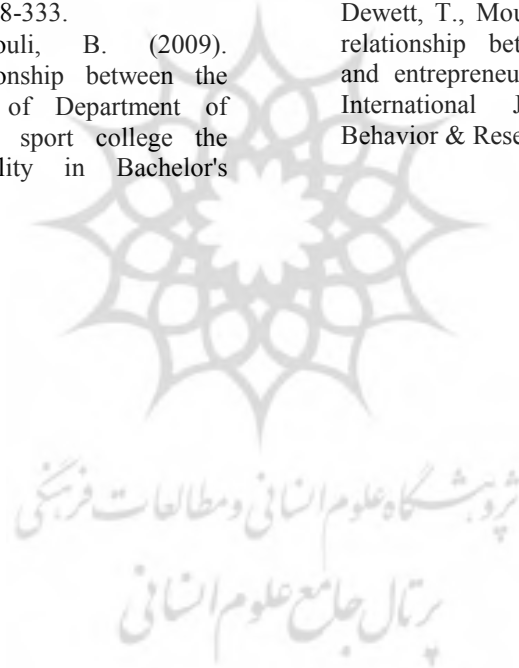 8-333.
ouli, B. (2009).
onship between the
of Department of
sport college the
lity in Bachelor's
Dewett, T., Mou
relationship bet
and entrepreneu
International J
Behavior & Rese
پژوهشگاه علوم انسانی و مطالعات فرهنگی
پرتال جامع علوم انسانی